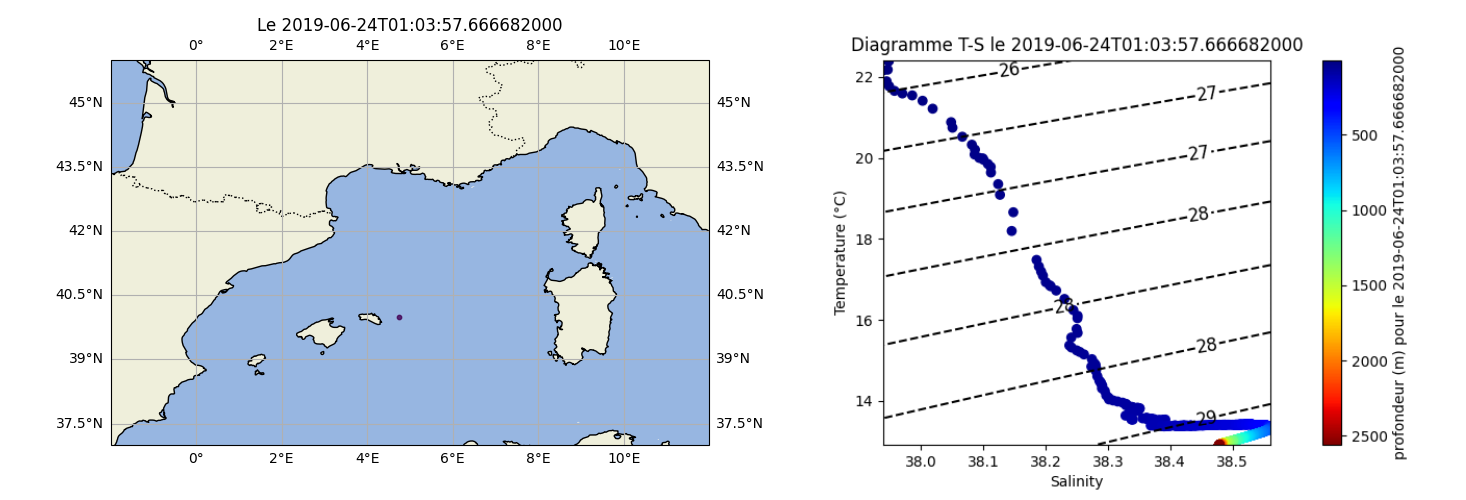 Le 2019-06-24T01:03:57.666682000
0° 2°E 4°E 6°E 8°E 10°E
45°N 45°N
43.5°N 43.5°N
42°N 42°N
40.5°N 40.5°N
39°N 39°N
37.5°N 37.5°N
0° 2°E 4°E 6°E 8°E 10°E
Diagramme T-S le 2019-06-24T01:03:57.666682000
Temperature (°C)
22
20
18
16
14
26
27
27
28
28
28
29
38.0 38.1 38.2 38.3 38.4 38.5
Salinity
500
1000
1500
2000
2500
profondeur (m) pour le 2019-06-24T01:03:57.666682000